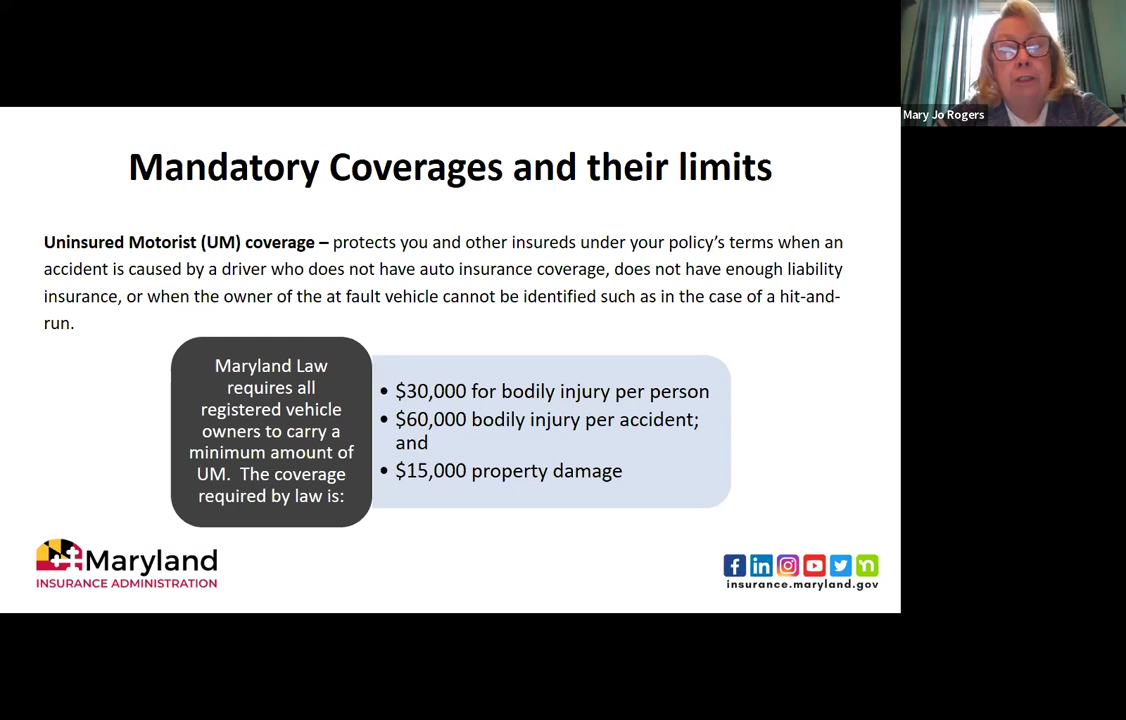 Mary Jo Rogers
Mandatory Coverages and their limits
Uninsured Motorist (UM) coverage – protects you and other insureds under your policy's terms when an
accident is caused by a driver who does not have auto insurance coverage, does not have enough liability
insurance, or when the owner of the at fault vehicle cannot be identified such as in the case of a hit-and-
run.
Maryland Law
requires all
registered vehicle
owners to carry a
minimum amount of
UM. The coverage
required by law is:
• $30,000 for bodily injury per person
• $60,000 bodily injury per accident;
and
• $15,000 property damage
Maryland
INSURANCE ADMINISTRATION
insurance.maryland.gov